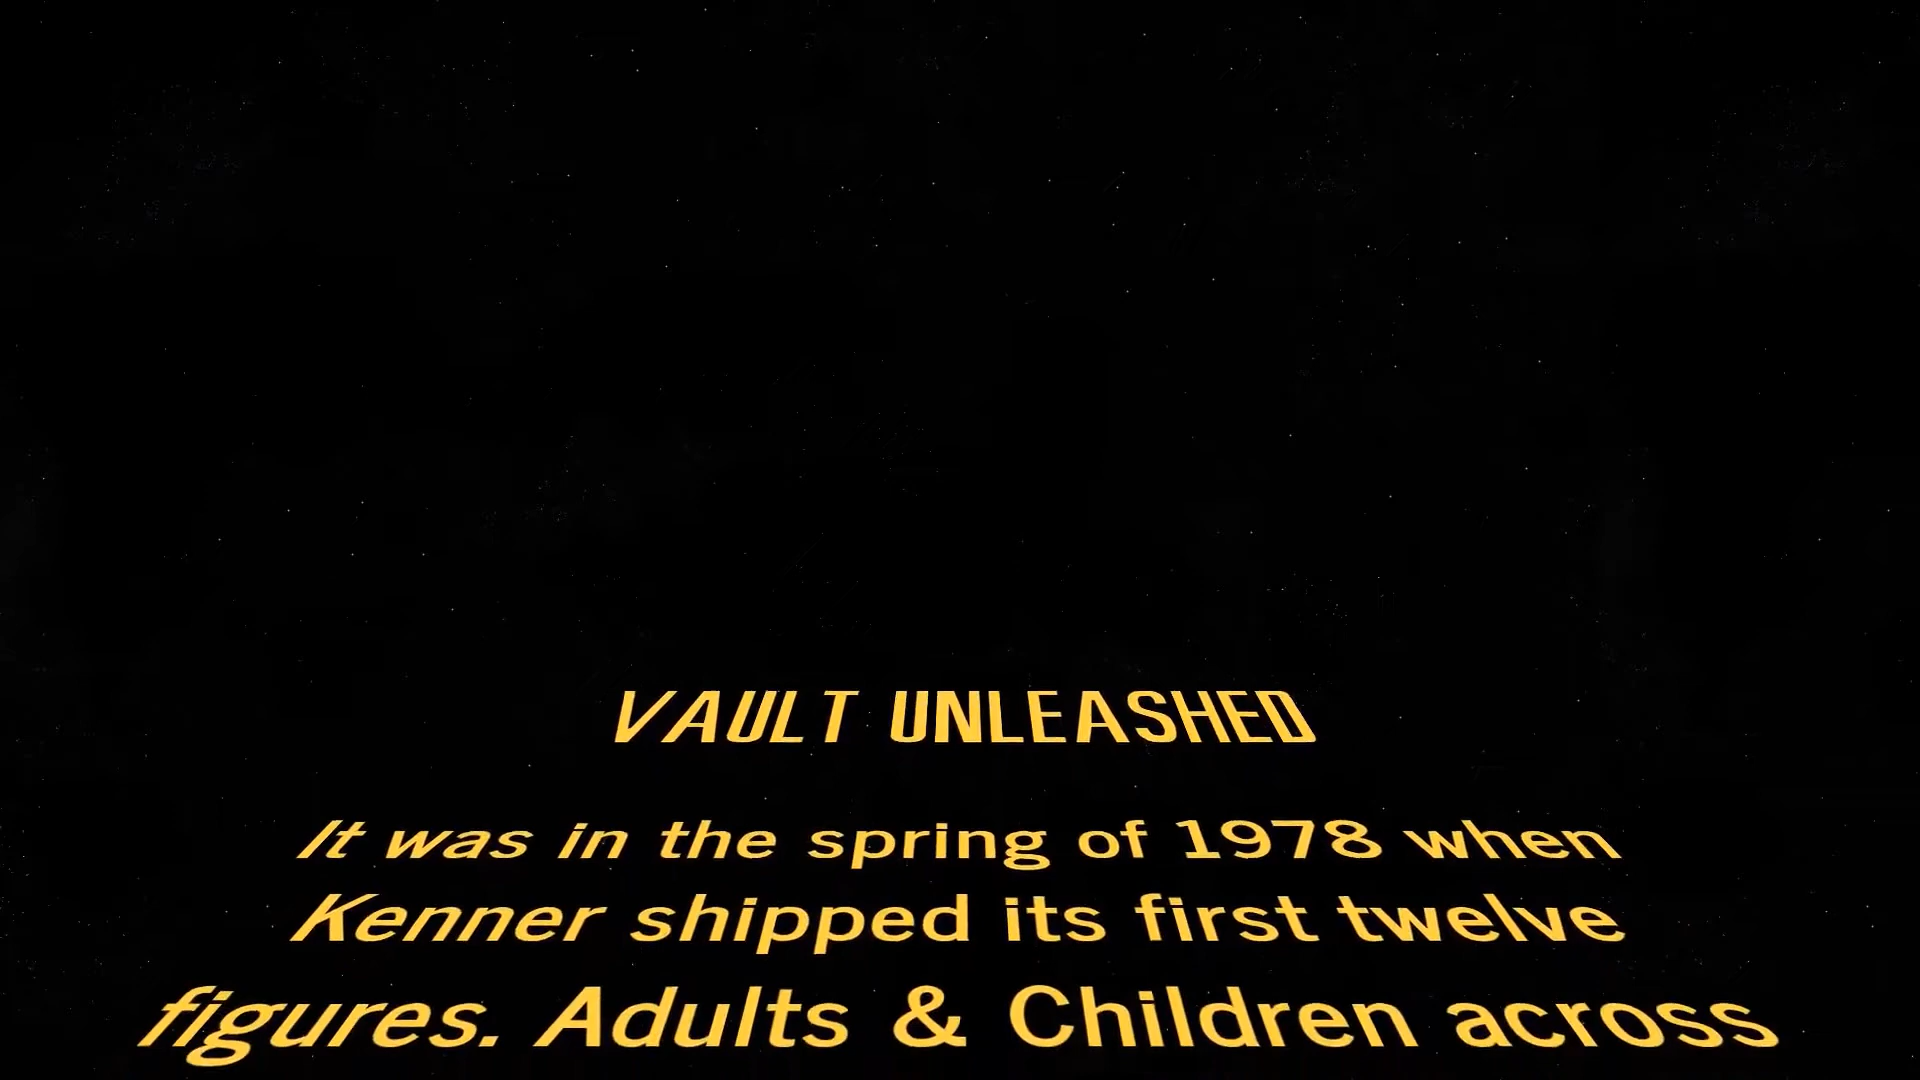 VAULT UNLEASHED
It was in the spring of 1978 when
Kenner shipped its first twelve
figures. Adults & Children across